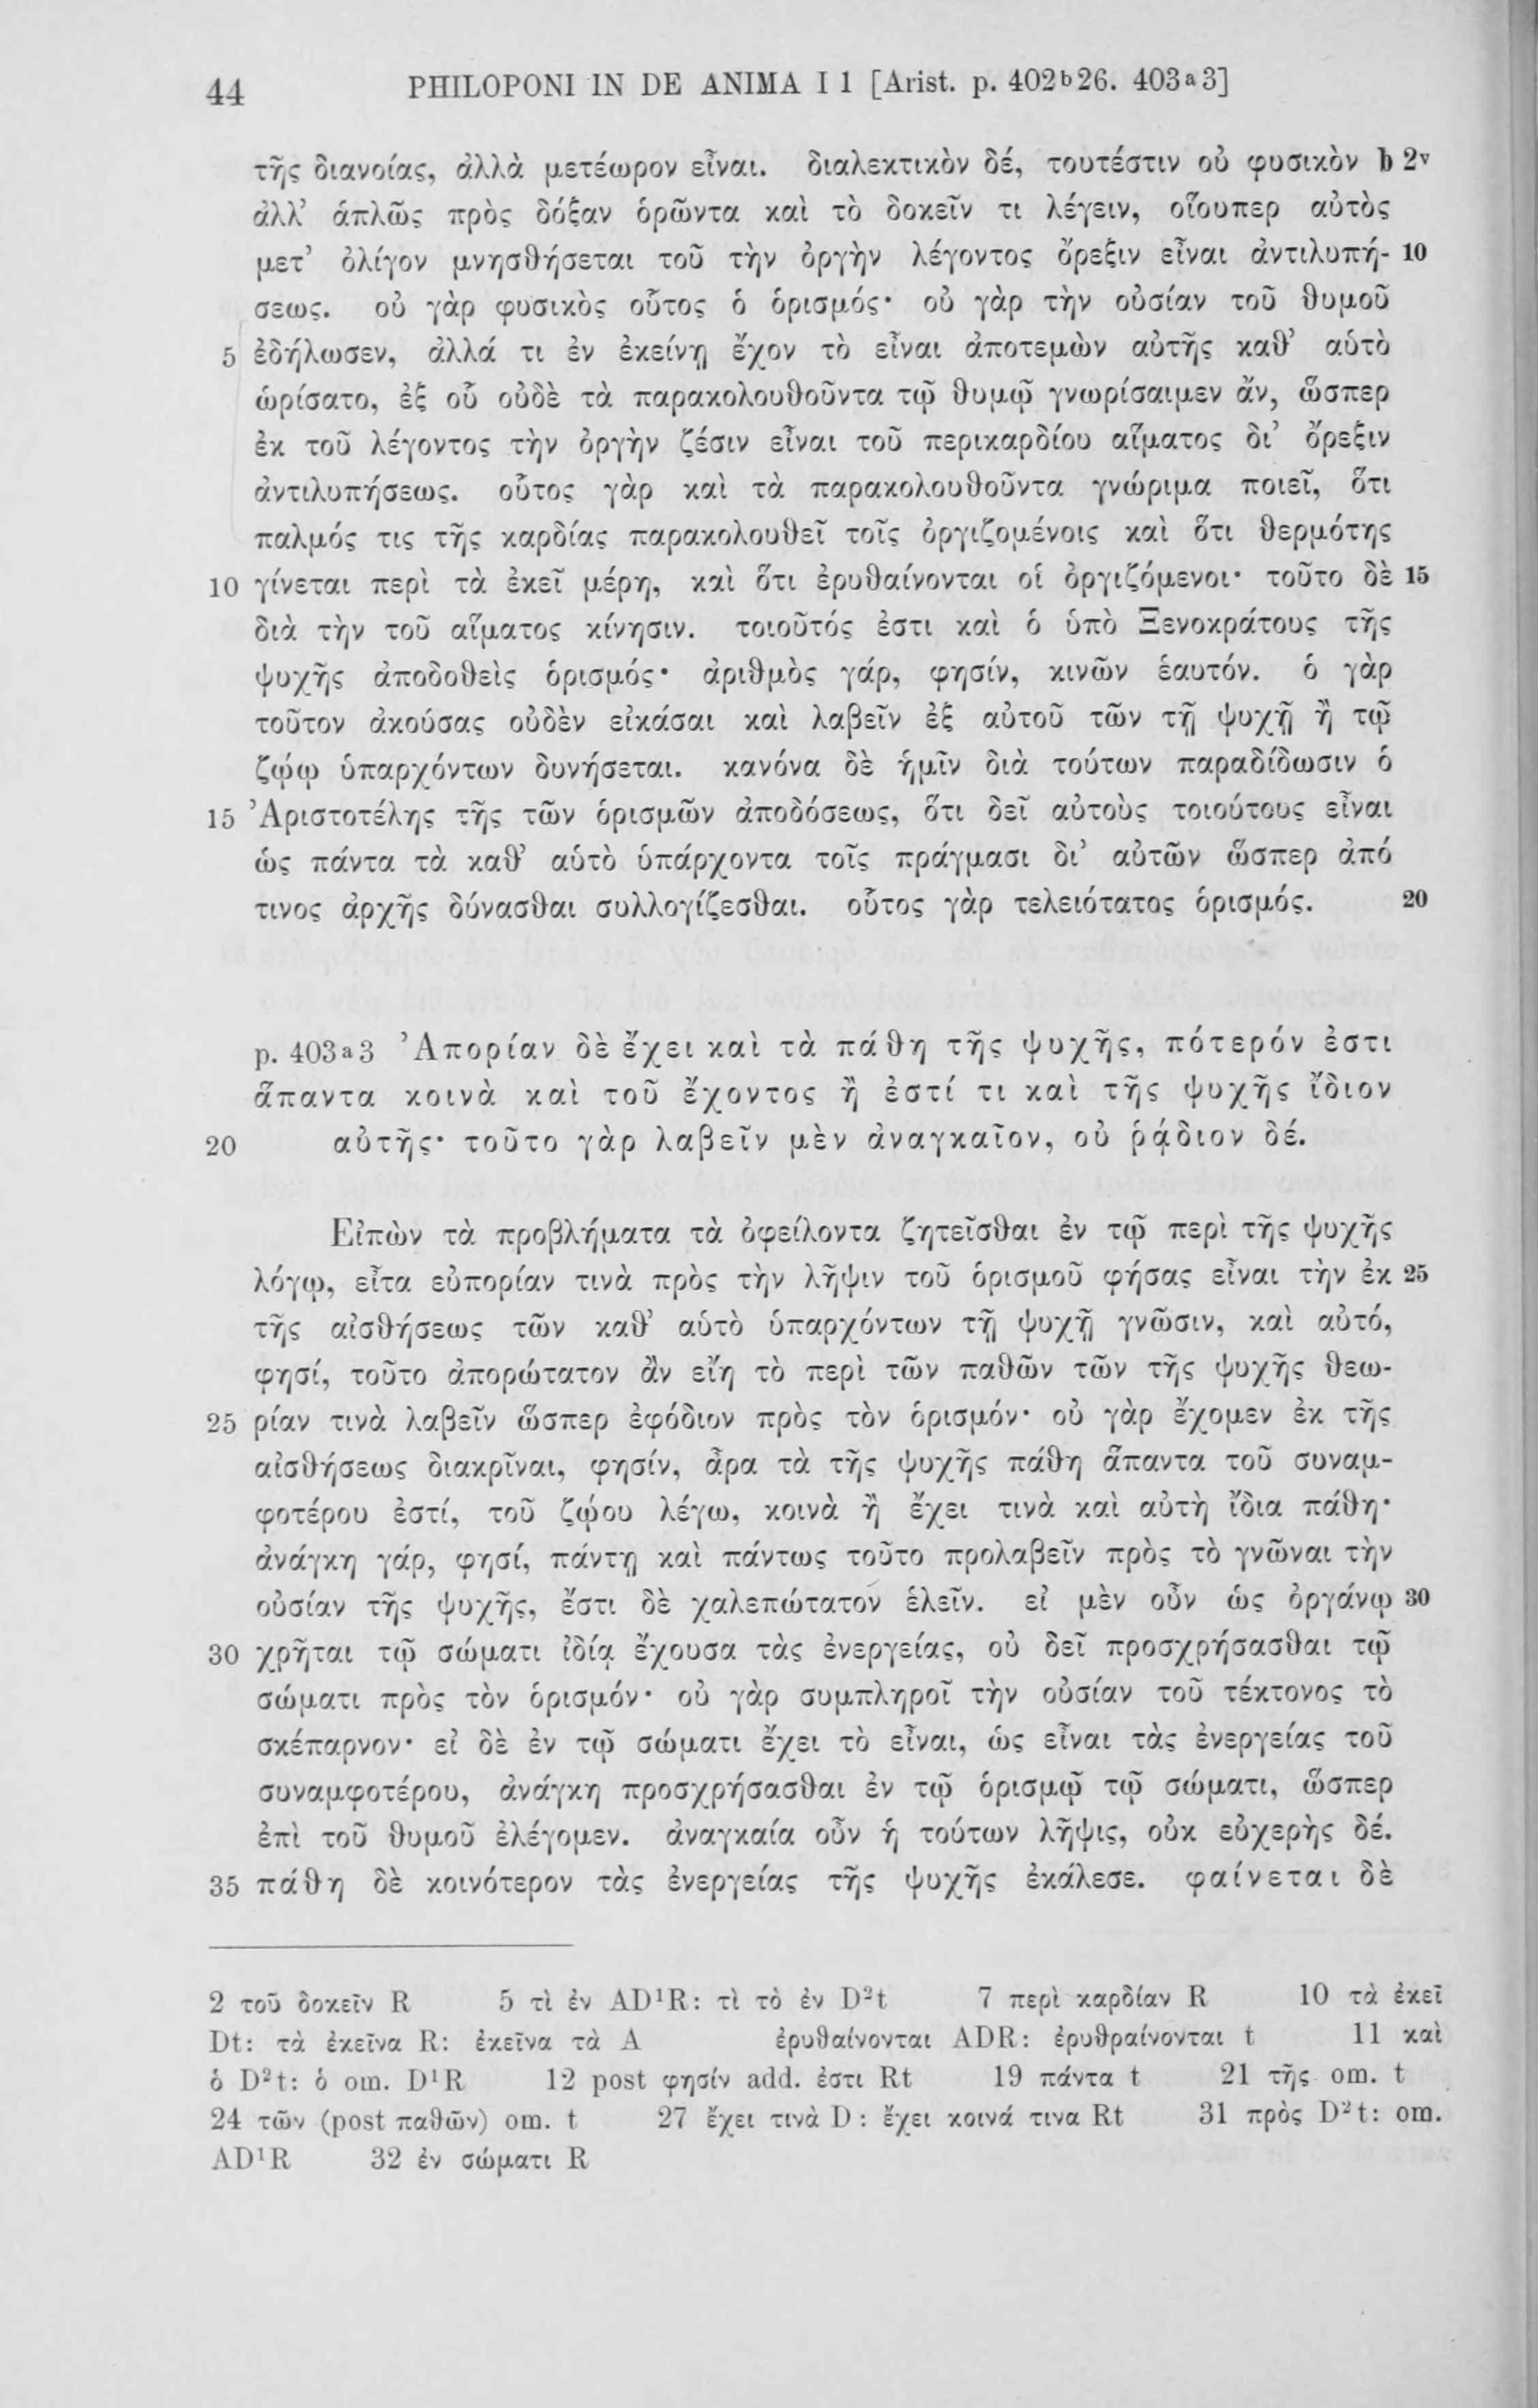 44 PHILOPONI IN DE ANIMA I 1 [Arist. p. 402b26. 403a3]
τῆς διανοίας, ἀλλὰ μετέωρον εἶναι. διαλεκτικὸν δέ, τουτέστιν οὐ φυσικὸν b 2v
ἀλλ’ ἁπλῶς πρὸς δόξαν ὁρῶντα καὶ τὸ δοκεῖν τι λέγειν, οἵουπερ αὐτὸς
μετ’ ὀλίγον μνησθήσεται τοῦ τὴν ὀργὴν λέγοντος ὄρεξιν εἶναι ἀντιλυπή- 10
σεως. οὐ γὰρ φυσικὸς οὗτος ὁ ὁρισμός· οὐ γὰρ τὴν οὐσίαν τοῦ θυμοῦ
5 ἐδήλωσεν, ἀλλά τι ἐν ἐκείνῃ ἔχον τὸ εἶναι ἀποτεμὼν αὐτῆς καθ’ αὑτὸ
ὡρίσατο, ἐξ οὗ οὐδὲ τὰ παρακολουθοῦντα τῷ θυμῷ γνωρίσαιμεν ἄν, ὥσπερ
ἐκ τοῦ λέγοντος τὴν ὀργὴν ζέσιν εἶναι τοῦ περικαρδίου αἵματος δι’ ὄρεξιν
ἀντιλυπήσεως. οὗτος γὰρ καὶ τὰ παρακολουθοῦντα γνώριμα ποιεῖ, ὅτι
παλμός τις τῆς καρδίας παρακολουθεῖ τοῖς ὀργιζομένοις καὶ ὅτι θερμότης
10 γίνεται περὶ τὰ ἐκεῖ μέρη, καὶ ὅτι ἐρυθαίνονται οἱ ὀργιζόμενοι· τοῦτο δὲ 15
διὰ τὴν τοῦ αἵματος κίνησιν. τοιοῦτός ἐστι καὶ ὁ ὑπὸ Ξενοκράτους τῆς
ψυχῆς ἀποδοθεὶς ὁρισμός· ἀριθμὸς γάρ, φησίν, κινῶν ἑαυτόν. ὁ γὰρ
τοῦτον ἀκούσας οὐδὲν εἰκάσαι καὶ λαβεῖν ἐξ αὐτοῦ τῶν τῇ ψυχῇ ἢ τῷ
ζῴῳ ὑπαρχόντων δυνήσεται. κανόνα δὲ ἡμῖν διὰ τούτων παραδίδωσιν ὁ
15 Ἀριστοτέλης τῆς τῶν ὁρισμῶν ἀποδόσεως, ὅτι δεῖ αὐτοὺς τοιούτους εἶναι
ὡς πάντα τὰ καθ’ αὑτὸ ὑπάρχοντα τοῖς πράγμασι δι’ αὐτῶν ὥσπερ ἀπό
τινος ἀρχῆς δύνασθαι συλλογίζεσθαι. οὗτος γὰρ τελειότατος ὁρισμός. 20
p. 403a3 Ἀπορίαν δὲ ἔχει καὶ τὰ πάθη τῆς ψυχῆς, πότερόν ἐστι
ἅπαντα κοινὰ καὶ τοῦ ἔχοντος ἢ ἐστί τι καὶ τῆς ψυχῆς ἴδιον
20 αὐτῆς· τοῦτο γὰρ λαβεῖν μὲν ἀναγκαῖον, οὐ ῥᾴδιον δέ.
Εἰπὼν τὰ προβλήματα τὰ ὀφείλοντα ζητεῖσθαι ἐν τῷ περὶ τῆς ψυχῆς
λόγῳ, εἶτα εὐπορίαν τινὰ πρὸς τὴν λῆψιν τοῦ ὁρισμοῦ φήσας εἶναι τὴν ἐκ 25
τῆς αἰσθήσεως τῶν καθ’ αὑτὸ ὑπαρχόντων τῇ ψυχῇ γνῶσιν, καὶ αὐτό,
φησί, τοῦτο ἀπορώτατον ἂν εἴη τὸ περὶ τῶν παθῶν τῶν τῆς ψυχῆς θεω-
25 ρίαν τινὰ λαβεῖν ὥσπερ ἐφόδιον πρὸς τὸν ὁρισμόν· οὐ γὰρ ἔχομεν ἐκ τῆς
αἰσθήσεως διακρῖναι, φησίν, ἆρα τὰ τῆς ψυχῆς πάθη ἅπαντα τοῦ συναμ-
φοτέρου ἐστί, τοῦ ζῴου λέγω, κοινὰ ἢ ἔχει τινὰ καὶ αὐτὴ ἴδια πάθη·
ἀνάγκη γάρ, φησί, πάντῃ καὶ πάντως τοῦτο προλαβεῖν πρὸς τὸ γνῶναι τὴν
οὐσίαν τῆς ψυχῆς, ἔστι δὲ χαλεπώτατον ἑλεῖν. εἰ μὲν οὖν ὡς ὀργάνῳ 30
30 χρῆται τῷ σώματι ἰδίᾳ ἔχουσα τὰς ἐνεργείας, οὐ δεῖ προσχρήσασθαι τῷ
σώματι πρὸς τὸν ὁρισμόν· οὐ γὰρ συμπληροῖ τὴν οὐσίαν τοῦ τέκτονος τὸ
σκέπαρνον· εἰ δὲ ἐν τῷ σώματι ἔχει τὸ εἶναι, ὡς εἶναι τὰς ἐνεργείας τοῦ
συναμφοτέρου, ἀνάγκη προσχρήσασθαι ἐν τῷ ὁρισμῷ τῷ σώματι, ὥσπερ
ἐπὶ τοῦ θυμοῦ ἐλέγομεν. ἀναγκαία οὖν ἡ τούτων λῆψις, οὐκ εὐχερὴς δέ.
35 πάθη δὲ κοινότερον τὰς ἐνεργείας τῆς ψυχῆς ἐκάλεσε. φαίνεται δὲ
2 τοῦ δοκεῖν R 5 τὶ ἐν AD¹R: τὶ τὸ ἐν D²t 7 περὶ καρδίαν R 10 τὰ ἐκεῖ
Dt: τὰ ἐκεῖνα R: ἐκεῖνα τὰ A ἐρυθαίνονται ADR: ἐρυθραίνονται t 11 καὶ
ὁ D²t: ὁ om. D¹R 12 post φησίν add. ἐστι Rt 19 πάντα t 21 τῆς om. t
24 τῶν (post παθῶν) om. t 27 ἔχει τινὰ D: ἔχει κοινά τινα Rt 31 πρὸς D²t: om.
AD¹R 32 ἐν σώματι R